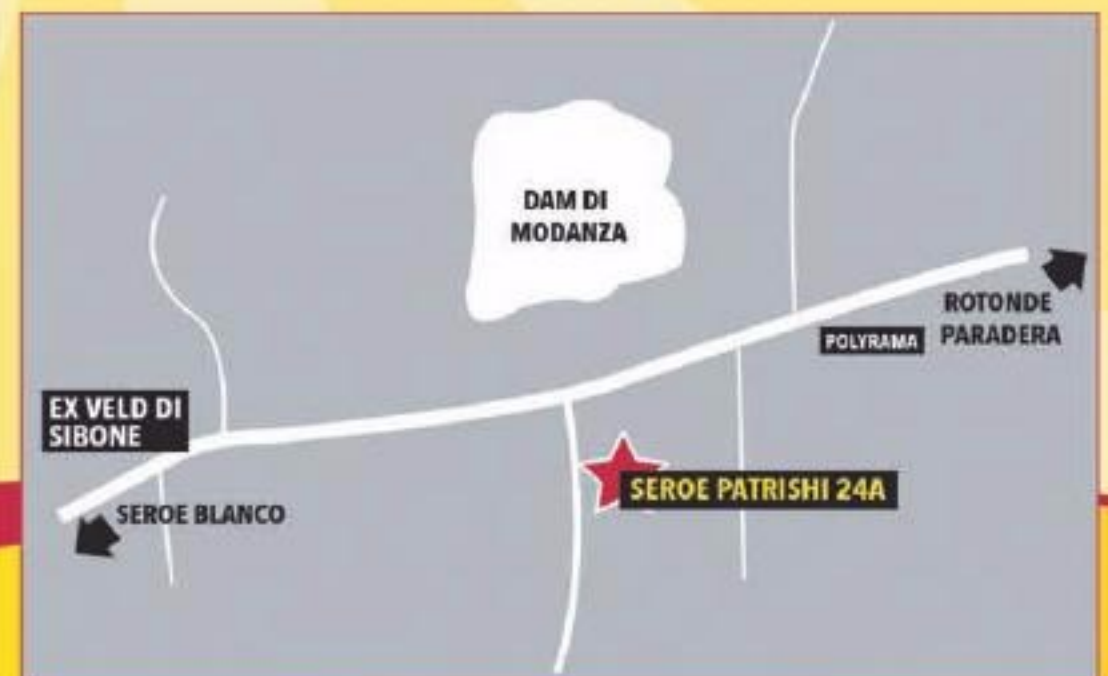 DAM DI
MODANZA
ROTONDE
PARADERA
POLYRAMA
EX VELD DI
SIBONE
SEROE PATRISHI 24A
SEROE BLANCO